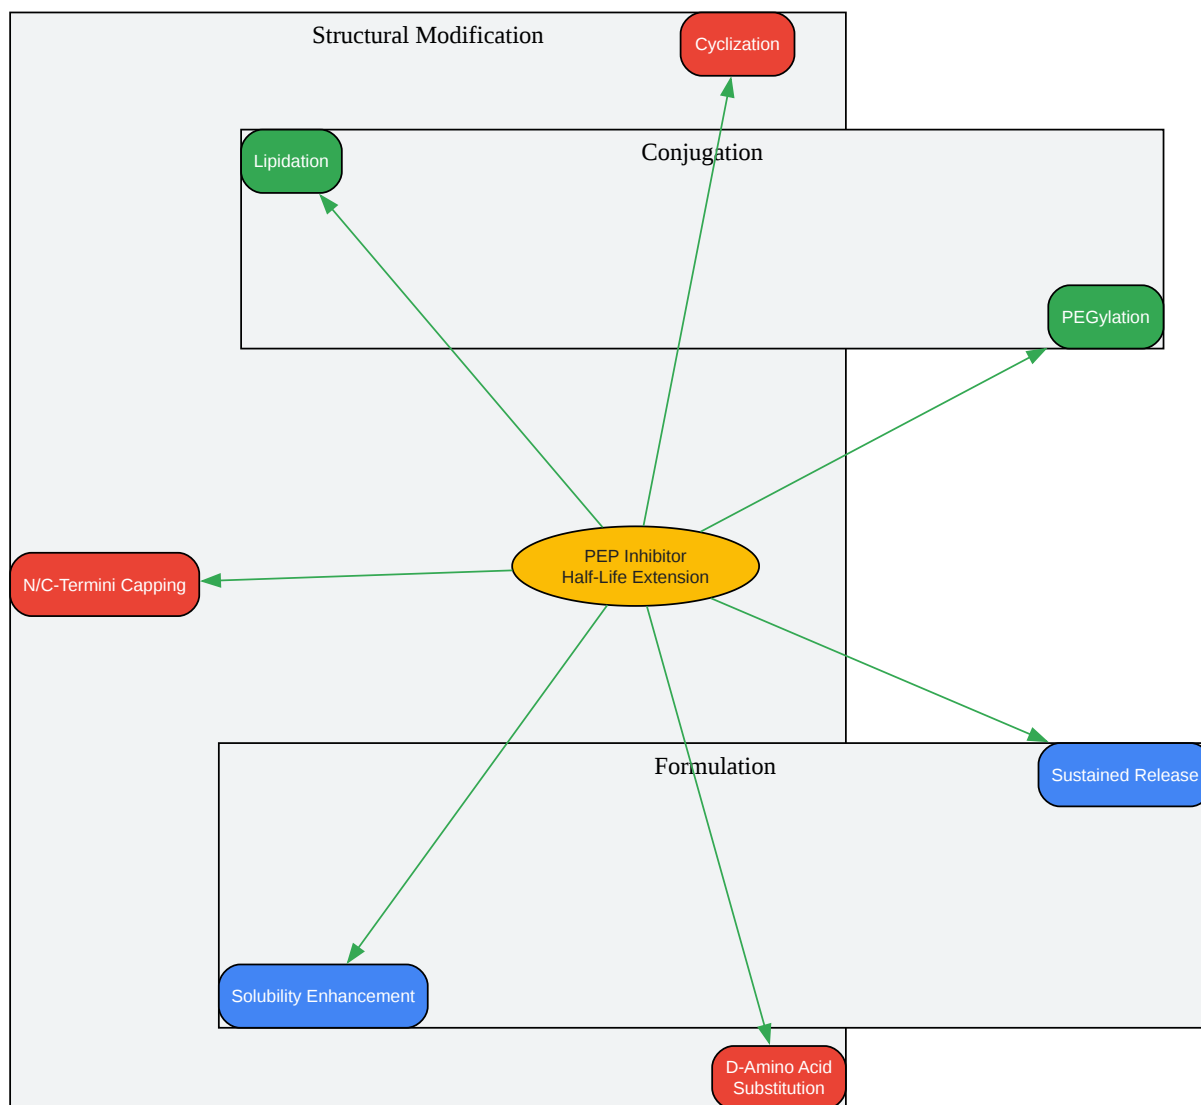 Structural Modification
Cyclization
Conjugation
Lipidation
PEGylation
PEP Inhibitor
Half-Life Extension
N/C-Termini Capping
Formulation
Sustained Release
Solubility Enhancement
D-Amino Acid
Substitution